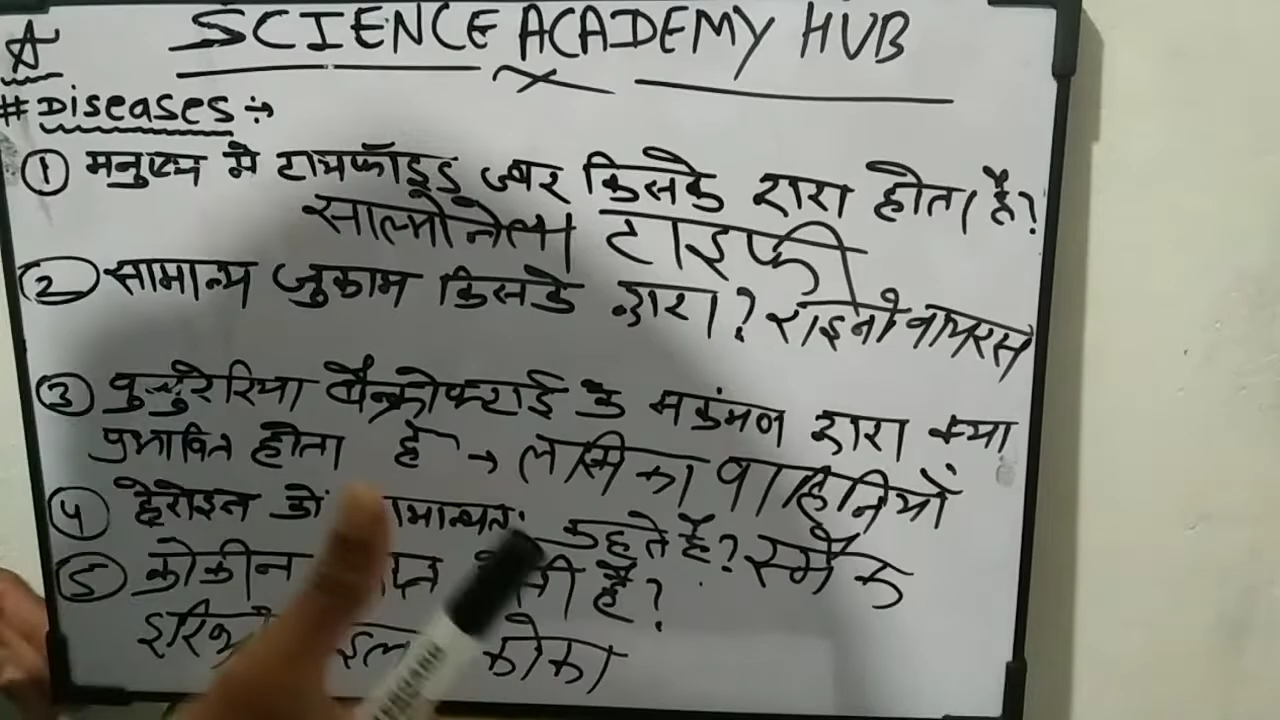 A
SCIENCE ACADEMY HUB
# Diseases :→
① मनुष्य मे टायफॉइड ज्वर किसके द्वारा होता है?
साल्मोनेला टाइफी
② सामान्य जुकाम किसके द्वारा? राइनोवायरस
③ वुचुरेरिया बैन्क्रोफ्टाई के संक्रमण द्वारा क्या
प्रभावित होता है → लसिका वाहिनियाँ
④ हेरोइन को कहते है? स्मैक
⑤ कोकीन है?
कोका